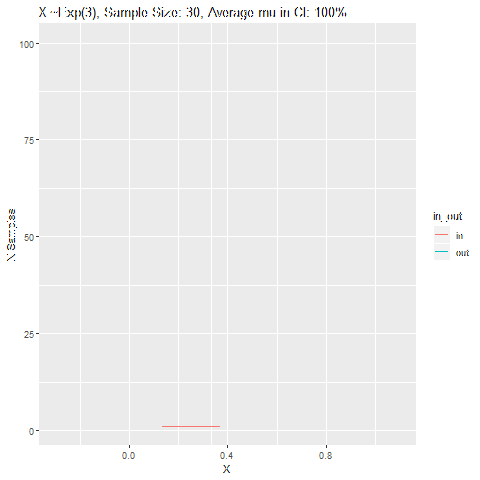 X ~ Exp(3), Sample Size: 30, Average mu in CI: 100%
100
75
50
25
0
N Samples
0.0
0.4
0.8
X
in_out
in
out